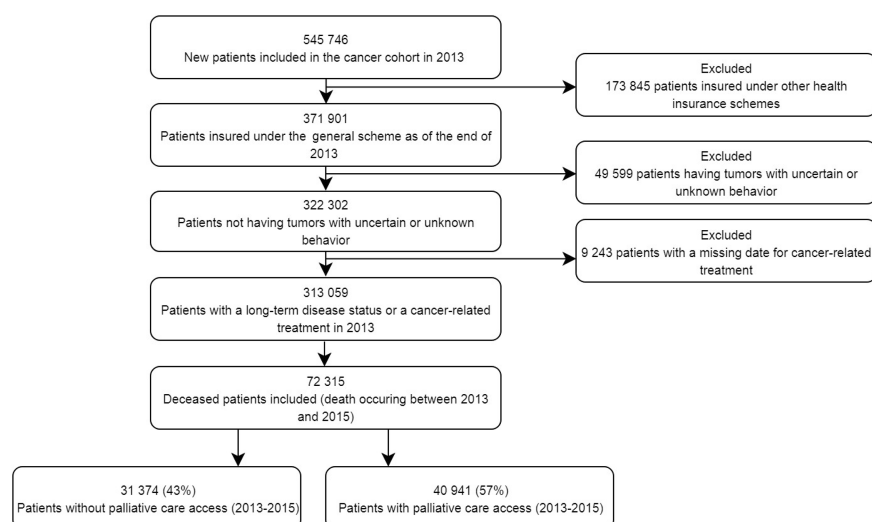 545 746
New patients included in the cancer cohort in 2013
Excluded
173 845 patients insured under other health
insurance schemes
371 901
Patients insured under the general scheme as of the end of
2013
Excluded
49 599 patients having tumors with uncertain or
unknown behavior
322 302
Patients not having tumors with uncertain or unknown
behavior
Excluded
9 243 patients with a missing date for cancer-related
treatment
313 059
Patients with a long-term disease status or a cancer-related
treatment in 2013
72 315
Deceased patients included (death occuring between 2013
and 2015)
31 374 (43%)
Patients without palliative care access (2013-2015)
40 941 (57%)
Patients with palliative care access (2013-2015)